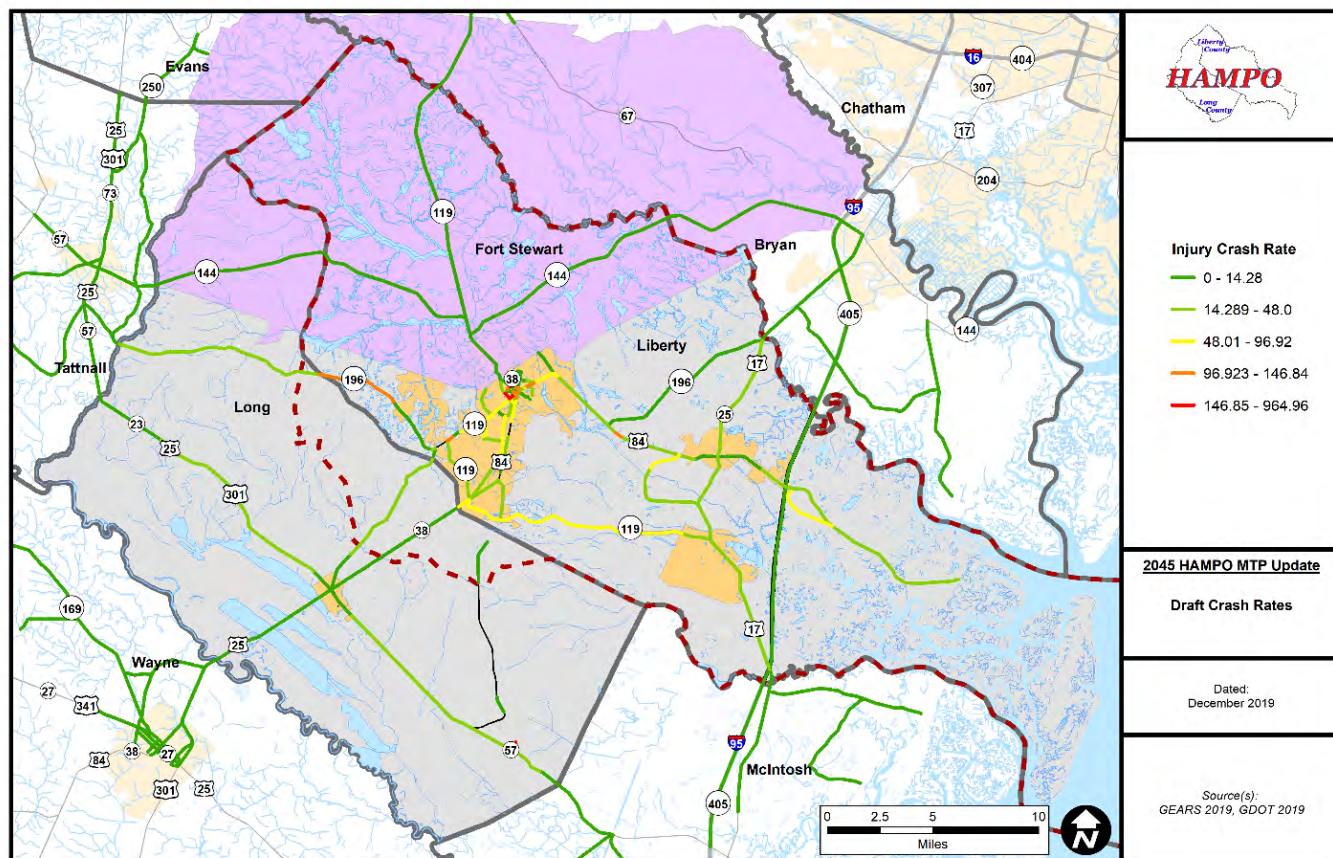 Evans
250
25
301
73
57
25
57
Tattnall
144
119
Fort Stewart
144
67
16
404
307
17
Chatham
204
95
Bryan
405
144
Liberty
17
196
25
84
38
119
84
119
119
196
Long
23
25
301
38
169
25
Wayne
27
341
38
27
84
301
25
57
17
95
McIntosh
405
0 2.5 5 10
Miles
N
Liberty
County
HAMPO
Long
County
Injury Crash Rate
0 - 14.28
14.289 - 48.0
48.01 - 96.92
96.923 - 146.84
146.85 - 964.96
2045 HAMPO MTP Update
Draft Crash Rates
Dated:
December 2019
Source(s):
GEARS 2019, GDOT 2019